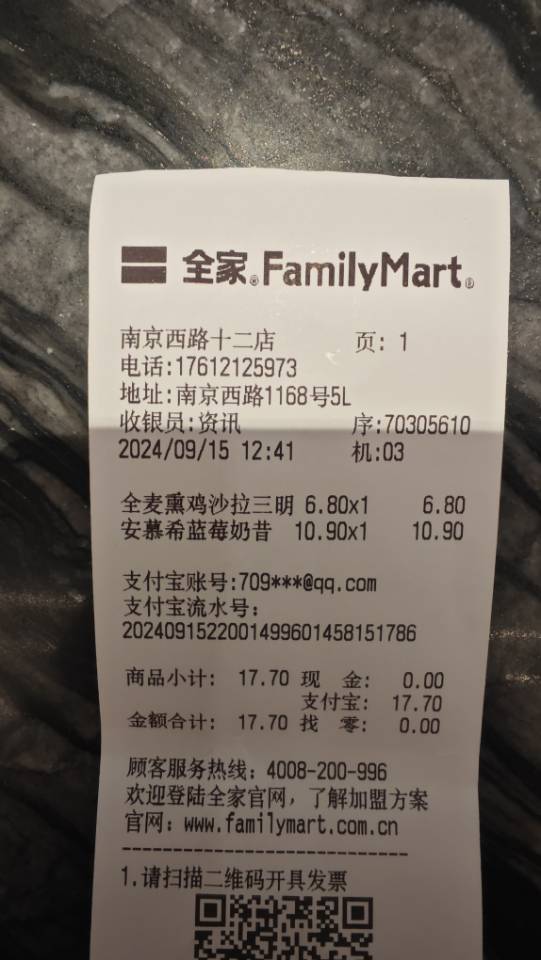 全家 FamilyMart
南京西路十二店 页: 1
电话:17612125973
地址:南京西路1168号5L
收银员:资讯 序:70305610
2024/09/15 12:41 机:03
全麦熏鸡沙拉三明 6.80x1 6.80
安慕希蓝莓奶昔 10.90x1 10.90
支付宝账号:709***@qq.com
支付宝流水号:
2024091522001499601458151786
商品小计: 17.70 现 金: 0.00
支付宝: 17.70
金额合计: 17.70 找 零: 0.00
顾客服务热线: 4008-200-996
欢迎登陆全家官网,了解加盟方案
官网: www.familymart.com.cn
1.请扫描二维码开具发票